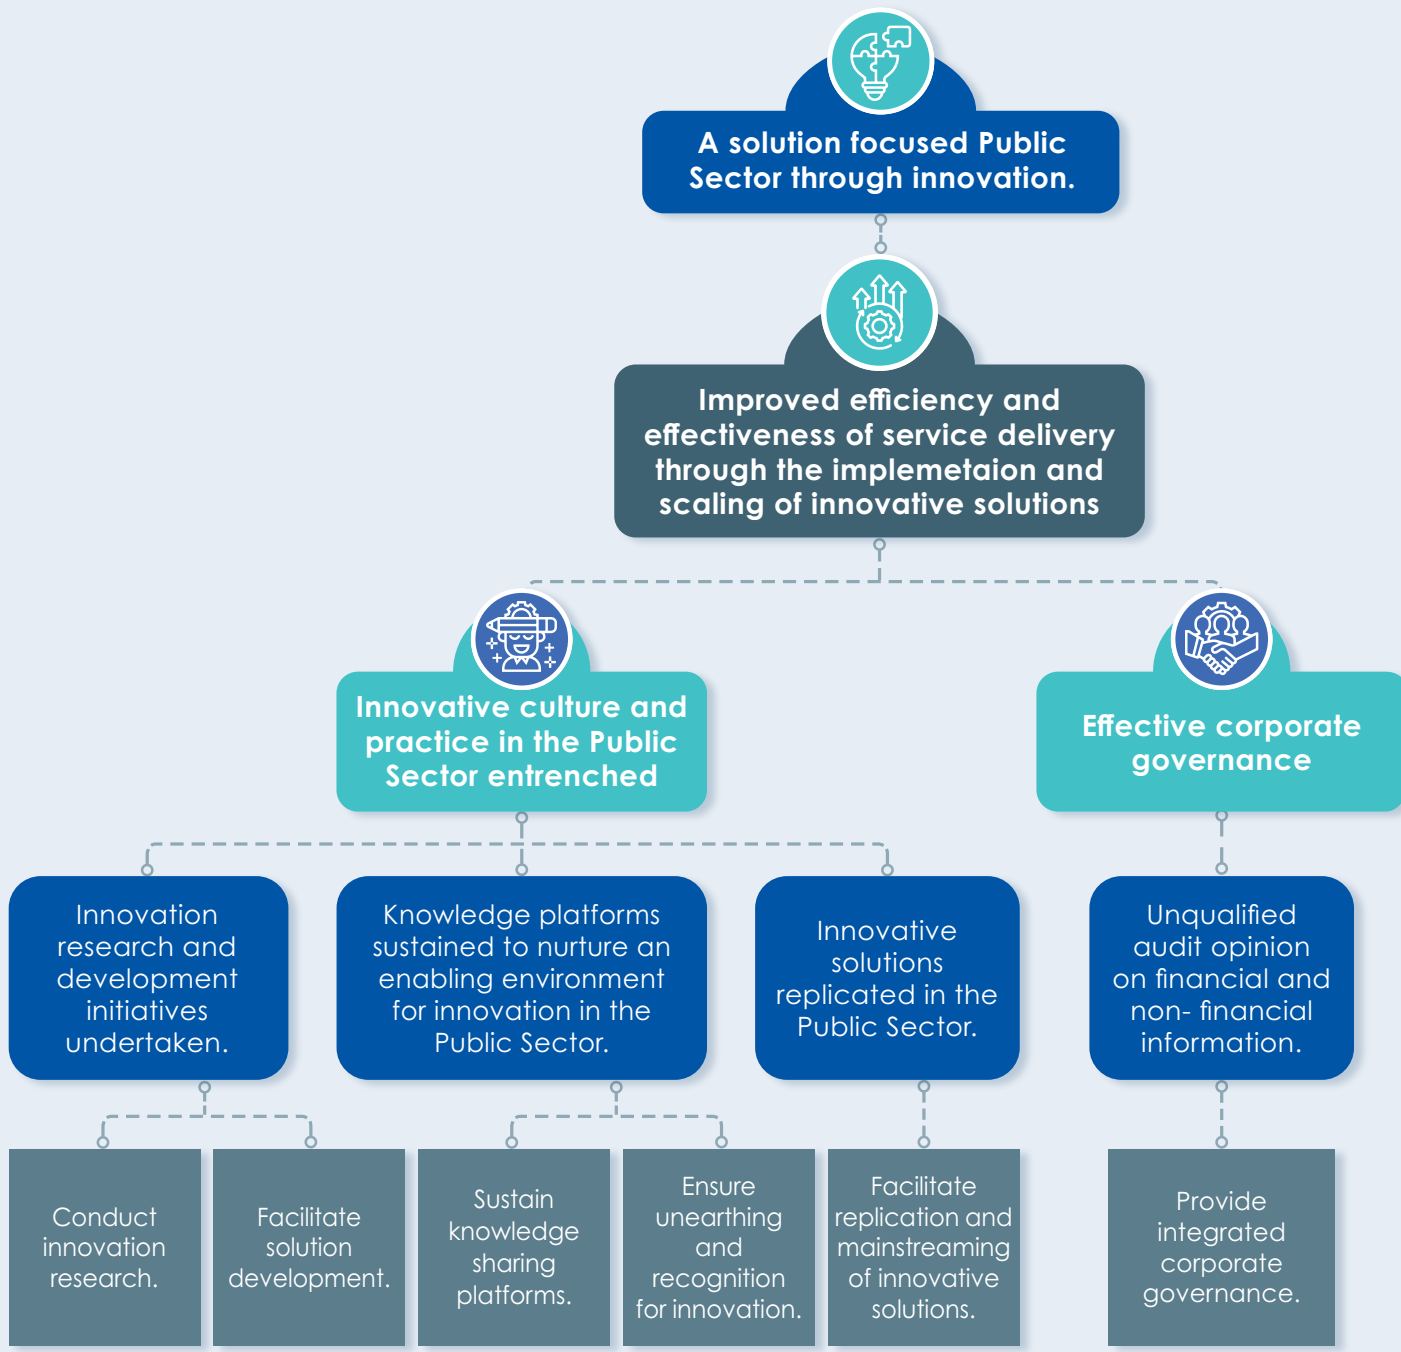 A solution focused Public
Sector through innovation.
Improved efficiency and
effectiveness of service delivery
through the implemetaion and
scaling of innovative solutions
Innovative culture and
practice in the Public
Sector entrenched
Effective corporate
governance
Innovation
research and
development
initiatives
undertaken.
Knowledge platforms
sustained to nurture an
enabling environment
for innovation in the
Public Sector.
Innovative
solutions
replicated in the
Public Sector.
Unqualified
audit opinion
on financial and
non- financial
information.
Conduct
innovation
research.
Facilitate
solution
development.
Sustain
knowledge
sharing
platforms.
Ensure
unearthing
and
recognition
for innovation.
Facilitate
replication and
mainstreaming
of innovative
solutions.
Provide
integrated
corporate
governance.